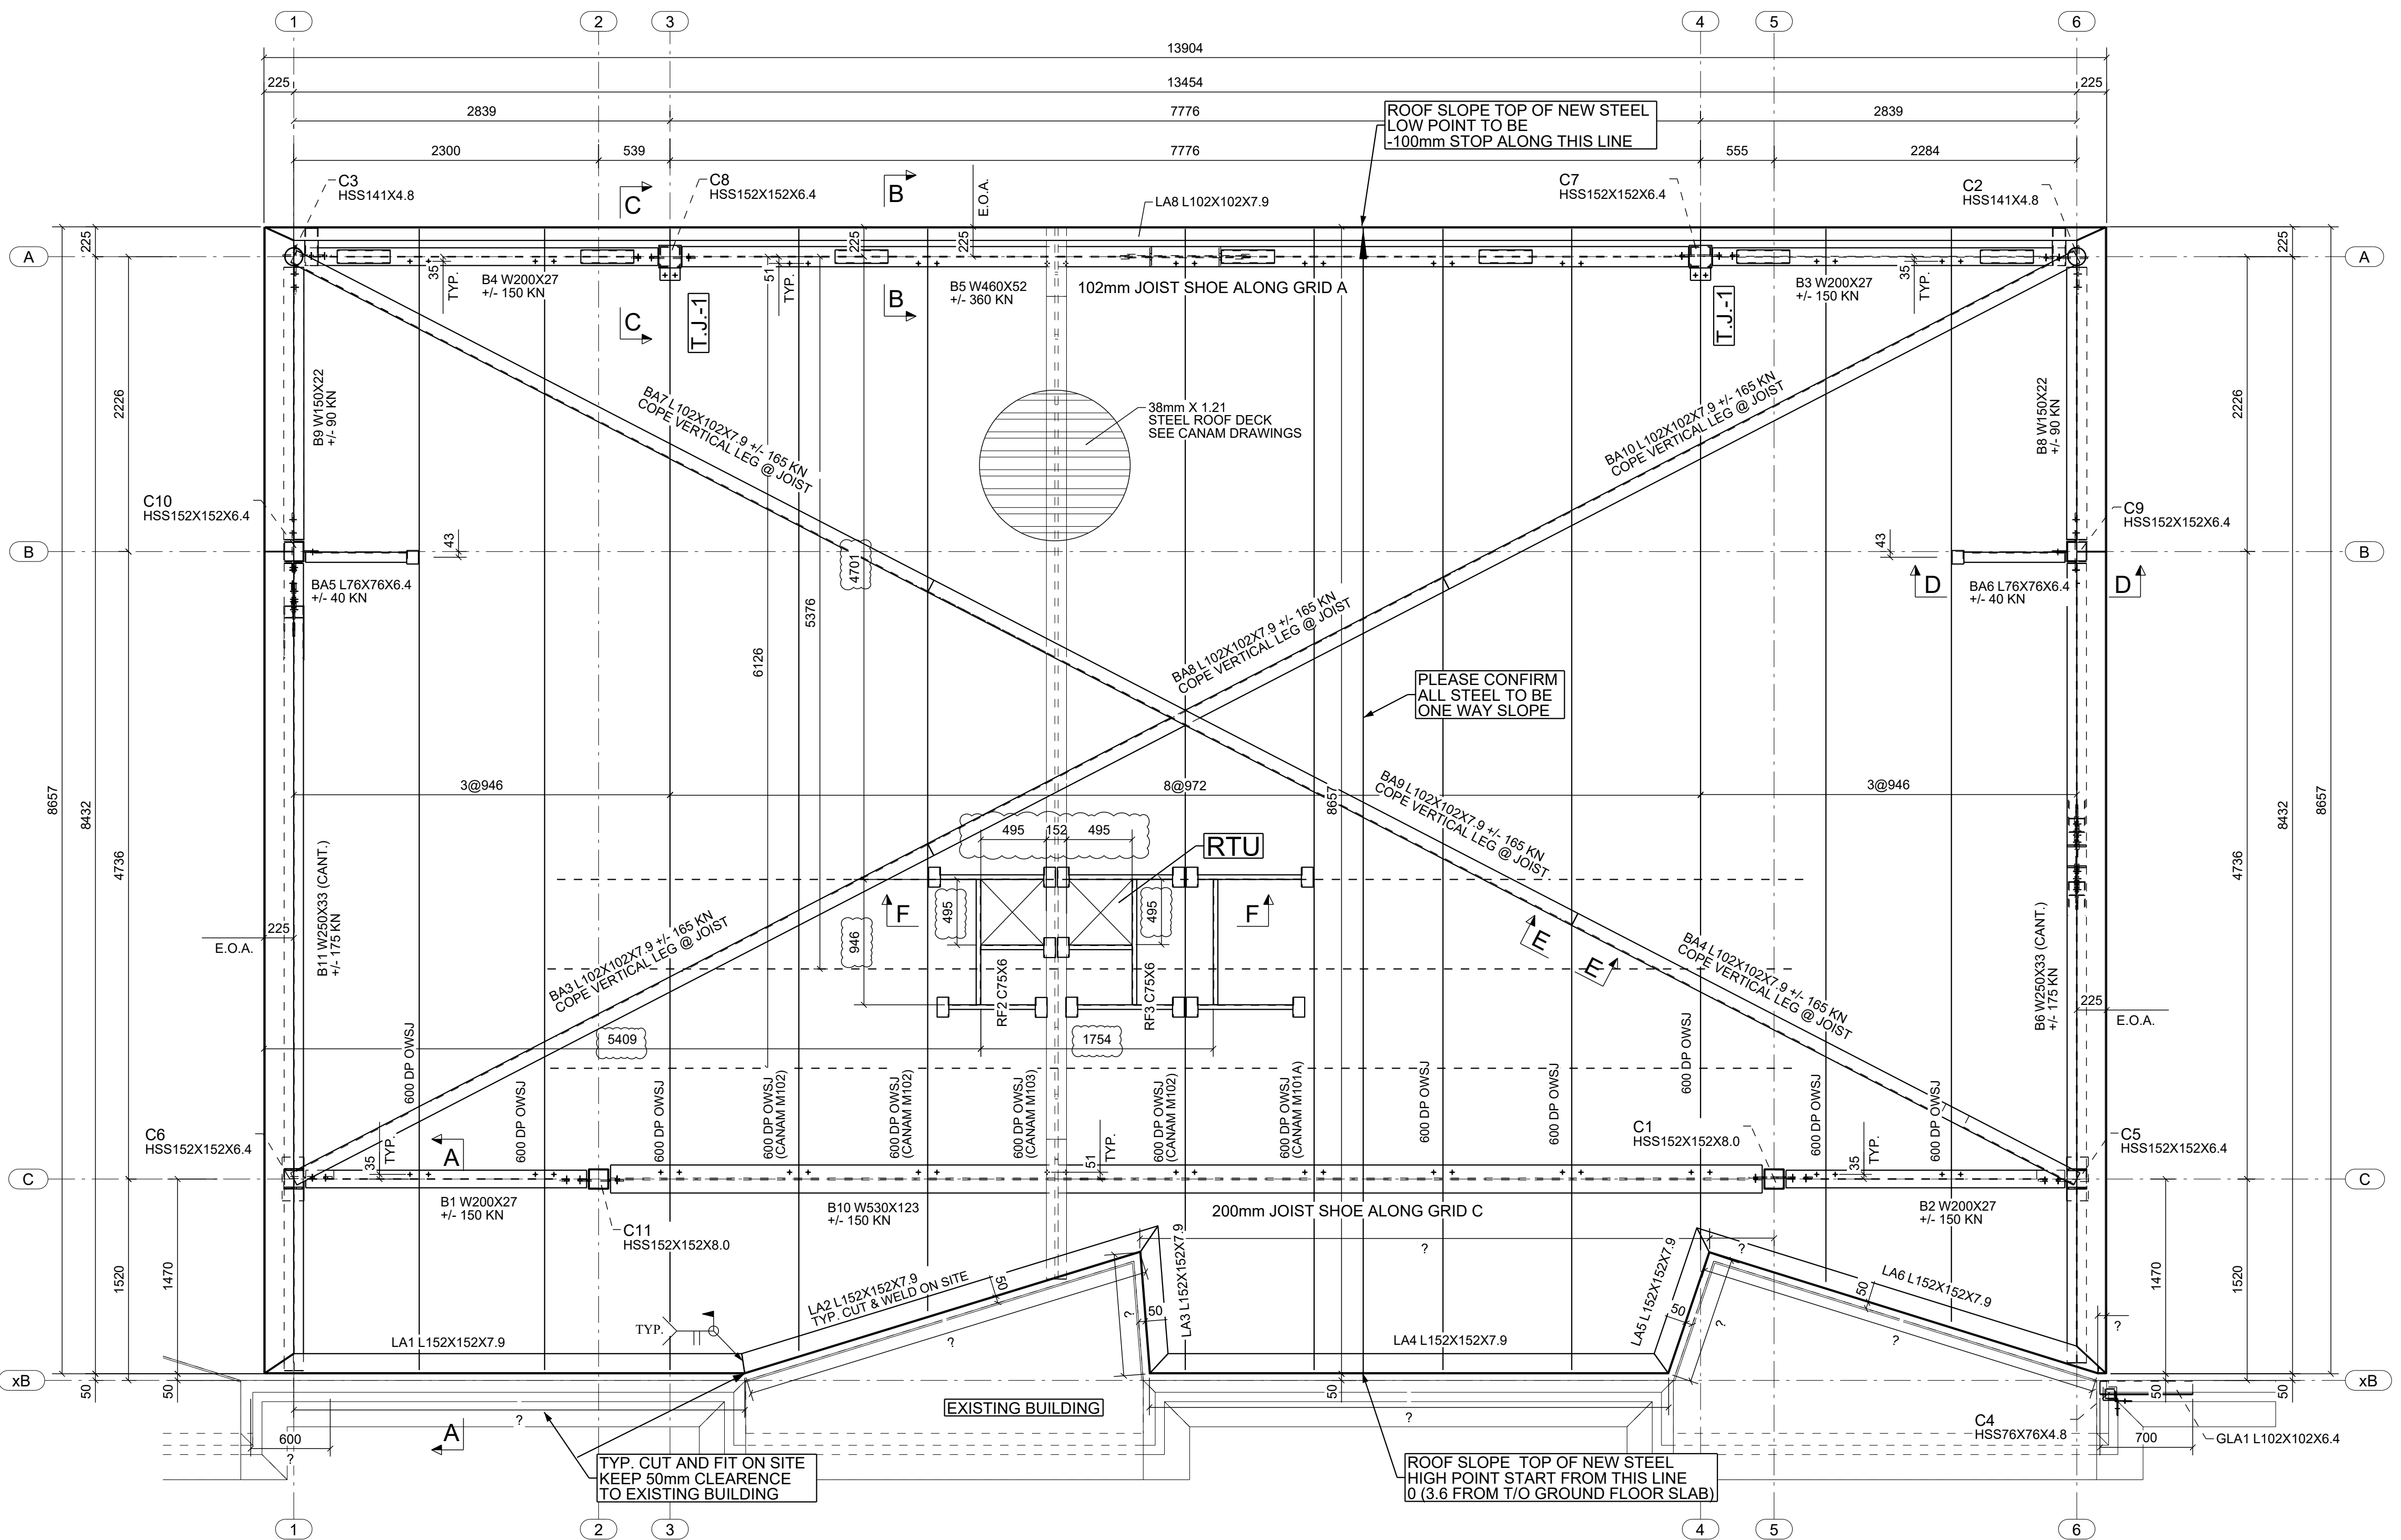 1
2
3
4
5
6
13904
225
13454
225
2839
7776
2839
2300
539
7776
555
2284
ROOF SLOPE TOP OF NEW STEEL
LOW POINT TO BE
-100mm STOP ALONG THIS LINE
C3
HSS141X4.8
C
C8
HSS152X152X6.4
B
E.O.A.
LA8 L102X102X7.9
C7
HSS152X152X6.4
C2
HSS141X4.8
225
225
225
225
A
A
35
TYP.
B4 W200X27
+/- 150 KN
51
TYP.
B
B5 W460X52
+/- 360 KN
102mm JOIST SHOE ALONG GRID A
B3 W200X27
+/- 150 KN
35
TYP.
C
T.J.-1
T.J.-1
2226
B9 W150X22
+/- 90 KN
BA7 L102X102X7.9 +/- 165 KN
COPE VERTICAL LEG @ JOIST
38mm X 1.21
STEEL ROOF DECK
SEE CANAM DRAWINGS
BA10 L102X102X7.9 +/- 165 KN
COPE VERTICAL LEG @ JOIST
B8 W150X22
+/- 90 KN
2226
C10
HSS152X152X6.4
C9
HSS152X152X6.4
B
43
4701
43
B
BA5 L76X76X6.4
+/- 40 KN
D
BA6 L76X76X6.4
+/- 40 KN
D
5376
6126
BA8 L102X102X7.9 +/- 165 KN
COPE VERTICAL LEG @ JOIST
PLEASE CONFIRM
ALL STEEL TO BE
ONE WAY SLOPE
8657
8432
4736
3@946
8@972
8657
3@946
8432
8657
4736
BA9 L102X102X7.9 +/- 165 KN
COPE VERTICAL LEG @ JOIST
495
152
495
RTU
F
495
495
F
225
E.O.A.
B11 W250X33 (CANT.)
+/- 175 KN
946
E
E
BA3 L102X102X7.9 +/- 165 KN
COPE VERTICAL LEG @ JOIST
RF2 C75X6
RF3 C75X6
BA4 L102X102X7.9 +/- 165 KN
COPE VERTICAL LEG @ JOIST
B6 W250X33 (CANT.)
+/- 175 KN
225
E.O.A.
5409
1754
600 DP OWSJ
600 DP OWSJ
600 DP OWSJ
600 DP OWSJ
(CANAM M102)
600 DP OWSJ
(CANAM M102)
600 DP OWSJ
(CANAM M103)
600 DP OWSJ
(CANAM M102)
600 DP OWSJ
(CANAM M101A)
600 DP OWSJ
600 DP OWSJ
600 DP OWSJ
600 DP OWSJ
600 DP OWSJ
C6
HSS152X152X6.4
35
TYP.
A
51
TYP.
C1
HSS152X152X8.0
35
TYP.
C5
HSS152X152X6.4
C
C
B1 W200X27
+/- 150 KN
B10 W530X123
+/- 150 KN
200mm JOIST SHOE ALONG GRID C
B2 W200X27
+/- 150 KN
C11
HSS152X152X8.0
?
?
1520
1470
LA2 L152X152X7.9
TYP. CUT & WELD ON SITE
50
?
?
50
LA3 L152X152X7.9
LA5 L152X152X7.9
50
?
50
LA6 L152X152X7.9
?
?
1470
1520
TYP.
LA1 L152X152X7.9
LA4 L152X152X7.9
xB
50
50
50
50
50
xB
?
?
EXISTING BUILDING
600
?
A
C4
HSS76X76X4.8
700
GLA1 L102X102X6.4
TYP. CUT AND FIT ON SITE
KEEP 50mm CLEARENCE
TO EXISTING BUILDING
ROOF SLOPE  TOP OF NEW STEEL
HIGH POINT START FROM THIS LINE
0 (3.6 FROM T/O GROUND FLOOR SLAB)
1
2
3
4
5
6